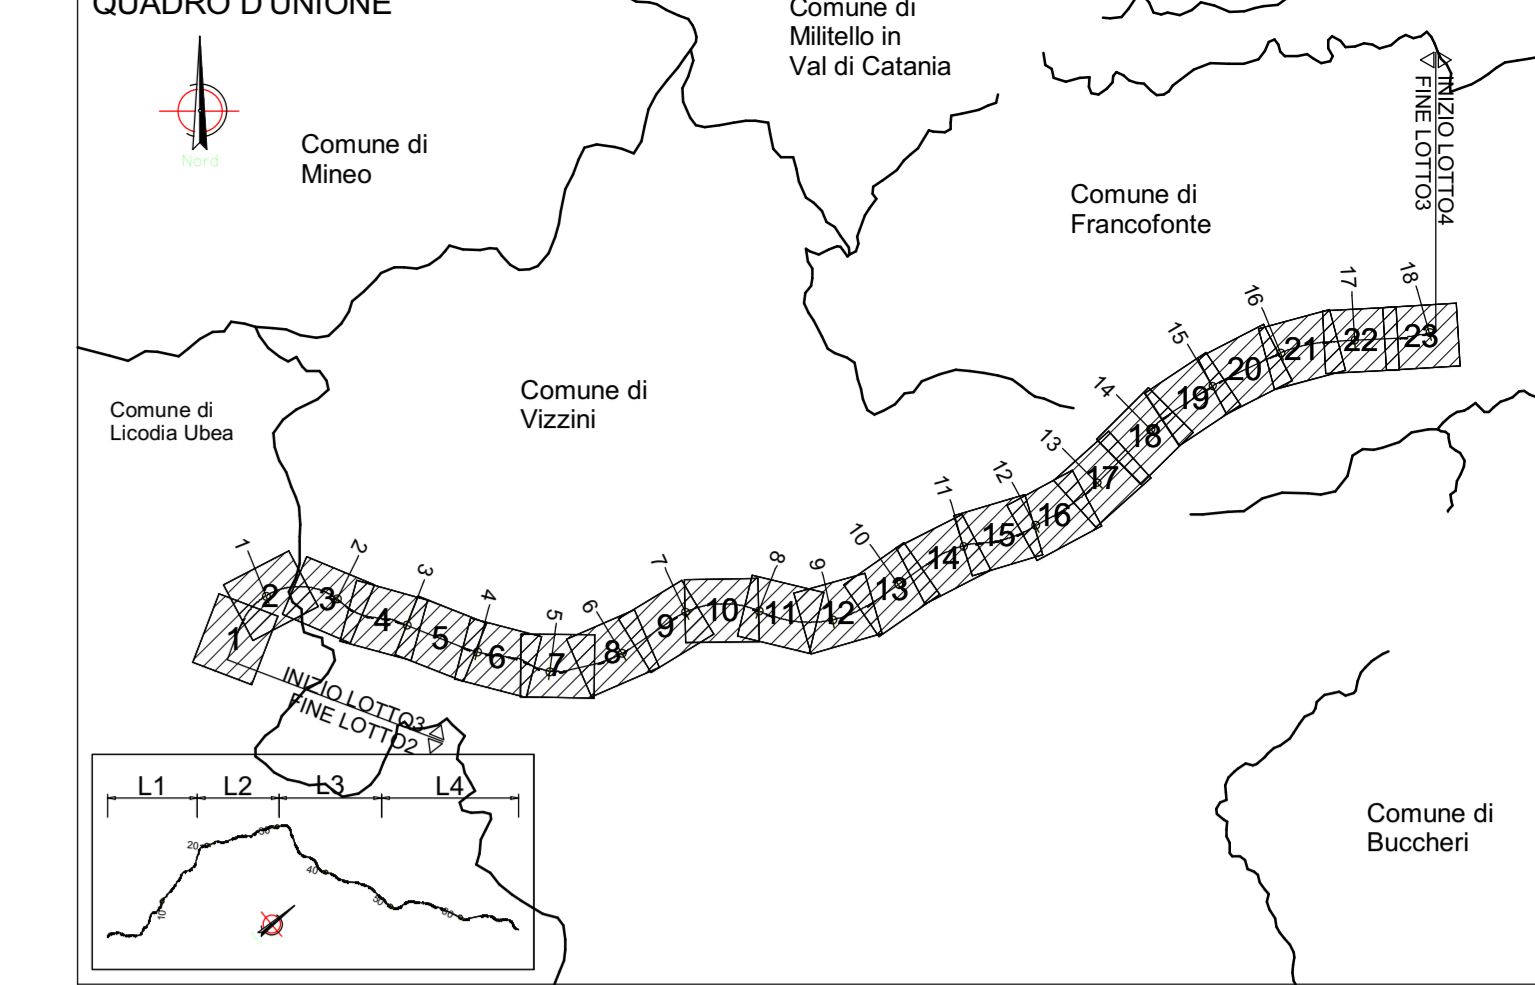 QUADRO D'UNIONE
Comune di
Militello in
Val di Catania
Nord
Comune di
Mineo
Comune di
Francofonte
FINE LOTTO3
INIZIO LOTTO4
Comune di
Vizzini
Comune di
Licodia Ubea
1
2
3
4
5
6
7
8
9
10
11
12
13
14
15
16
17
18
1
2
3
4
5
6
7
8
9
10
11
12
13
14
15
16
17
18
19
20
21
22
23
INIZIO LOTTO3
FINE LOTTO2
L1
L2
L3
L4
10
20
30
40
50
60
Comune di
Buccheri